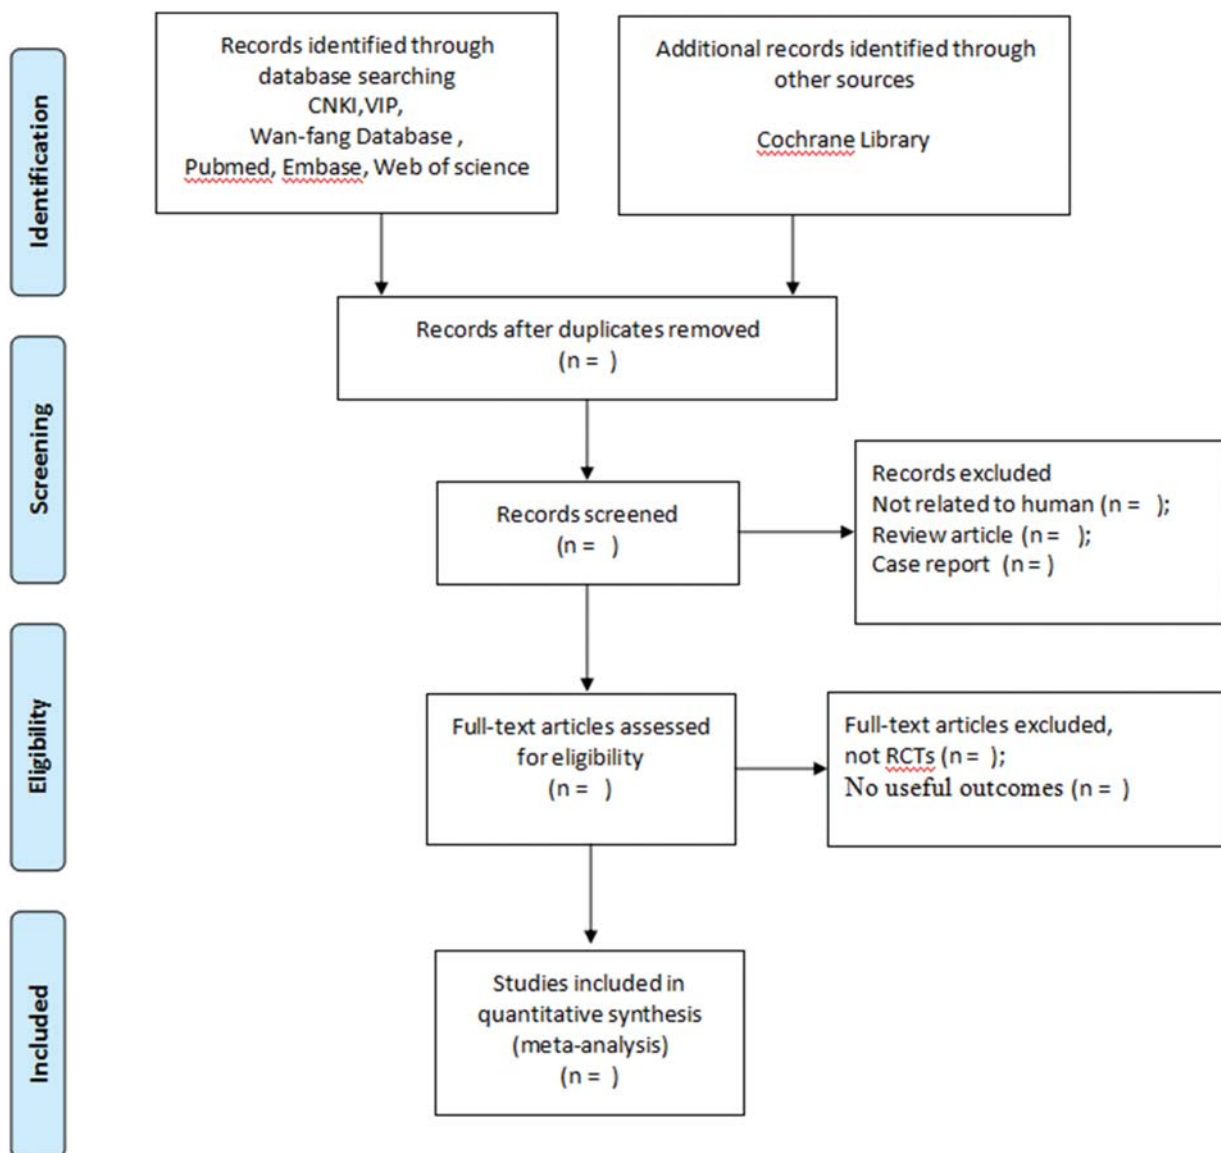 Identification
Records identified through
database searching
CNKI,VIP,
Wan-fang Database ,
Pubmed, Embase, Web of science
Additional records identified through
other sources
Cochrane Library
Records after duplicates removed
(n =  )
Screening
Records screened
(n =  )
Records excluded
Not related to human (n =  );
Review article (n =  );
Case report (n = )
Eligibility
Full-text articles assessed
for eligibility
(n =  )
Full-text articles excluded,
not RCTs (n =  );
No useful outcomes (n =  )
Included
Studies included in
quantitative synthesis
(meta-analysis)
(n =  )